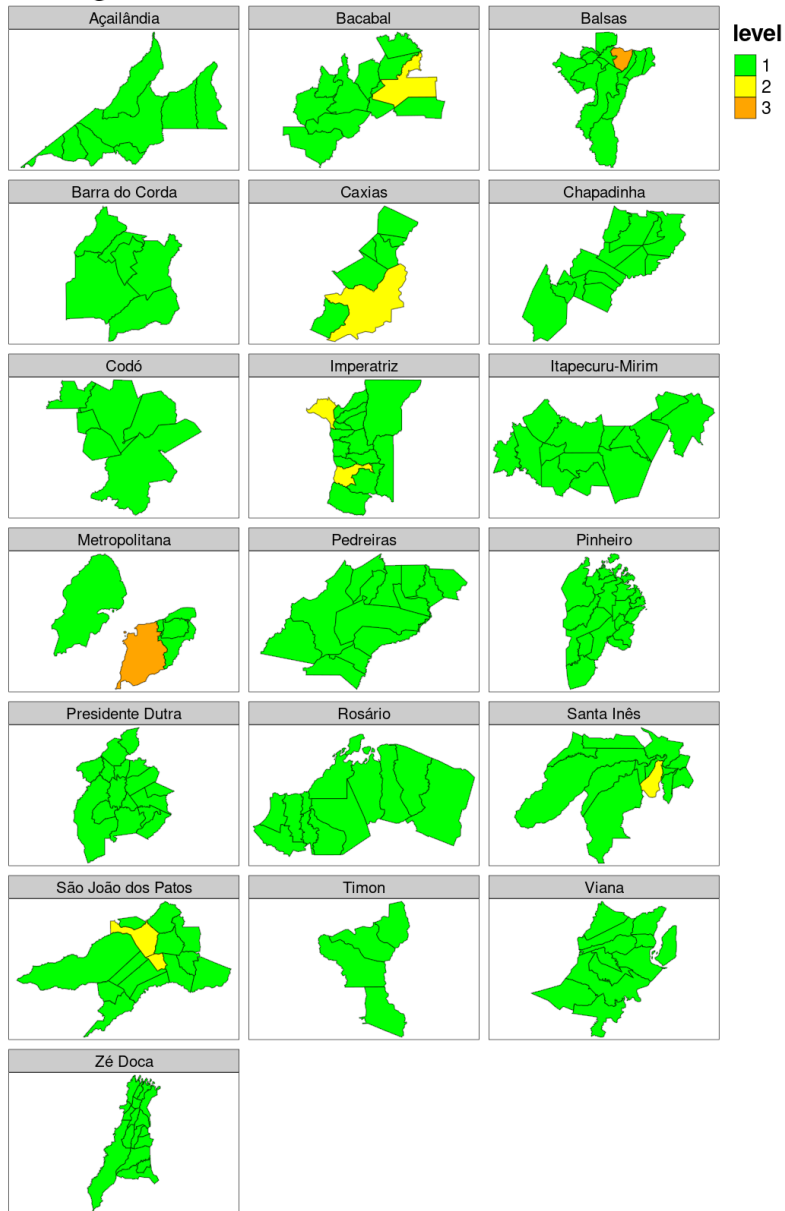 Açailândia
Bacabal
Balsas
level
1
2
3
Barra do Corda
Caxias
Chapadinha
Codó
Imperatriz
Itapecuru-Mirim
Metropolitana
Pedreiras
Pinheiro
Presidente Dutra
Rosário
Santa Inês
São João dos Patos
Timon
Viana
Zé Doca